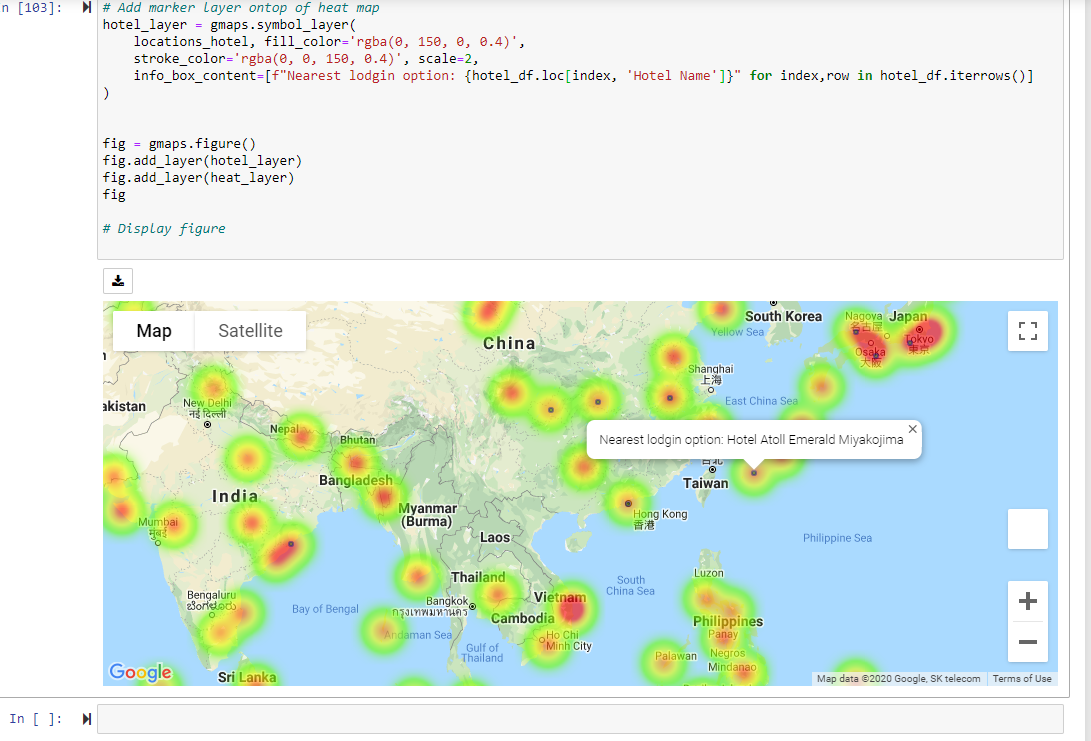 n [103]:
# Add marker layer ontop of heat map
hotel_layer = gmaps.symbol_layer(
    locations_hotel, fill_color='rgba(0, 150, 0, 0.4)',
    stroke_color='rgba(0, 0, 150, 0.4)', scale=2,
    info_box_content=[f"Nearest lodgin option: {hotel_df.loc[index, 'Hotel Name']}" for index,row in hotel_df.iterrows()]
)
fig = gmaps.figure()
fig.add_layer(hotel_layer)
fig.add_layer(heat_layer)
fig
# Display figure
Map
Satellite
China
South Korea
Yellow Sea
Nagoya
名古屋
Japan
Tokyo
東京
Osaka
大阪
Shanghai
上海
East China Sea
akistan
New Delhi
नई दिल्ली
Nepal
Bhutan
Nearest lodgin option: Hotel Atoll Emerald Miyakojima
台北
Taiwan
Bangladesh
India
Mumbai
मुंबई
Myanmar
(Burma)
Hong Kong
香港
Laos
Philippine Sea
Thailand
Luzon
South
China Sea
Bengaluru
ಬೆಂಗಳೂರು
Bay of Bengal
Bangkok
กรุงเทพมหานคร
Vietnam
Cambodia
Philippines
Panay
Andaman Sea
Ho Chi
Minh City
Gulf of
Thailand
Palawan
Negros
Mindanao
Sri Lanka
Google
Map data ©2020 Google, SK telecom
Terms of Use
In [ ]: